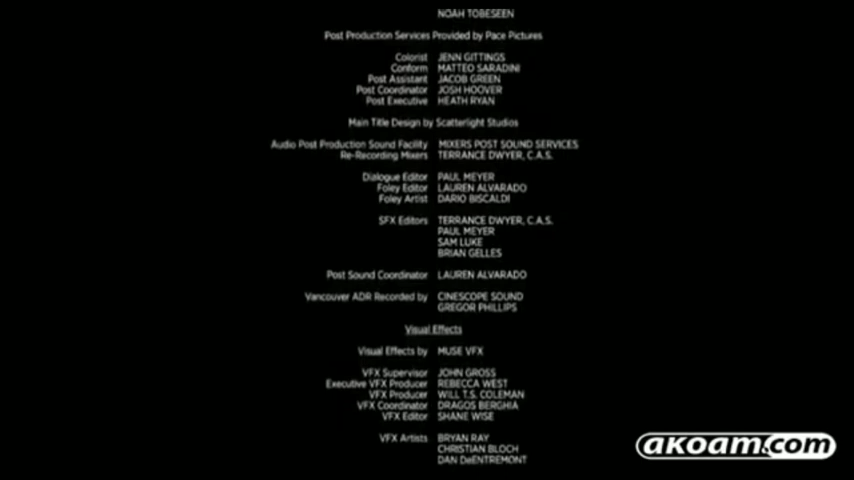 NOAH TOBESEEN
Post Production Services Provided by Pace Pictures
Colorist JENN GITTINGS
Conform MATTEO SARADINI
Post Assistant JACOB GREEN
Post Coordinator JOSH HOOVER
Post Executive HEATH RYAN
Main Title Design by Scatterlight Studios
Audio Post Production Sound Facility MIXERS POST SOUND SERVICES
Re-Recording Mixers TERRANCE DWYER, C.A.S.
Dialogue Editor PAUL MEYER
Foley Editor LAUREN ALVARADO
Foley Artist DARIO BISCALDI
SFX Editors TERRANCE DWYER, C.A.S.
PAUL MEYER
SAM LUKE
BRIAN GELLES
Post Sound Coordinator LAUREN ALVARADO
Vancouver ADR Recorded by CINESCOPE SOUND
GREGOR PHILLIPS
Visual Effects
Visual Effects by MUSE VFX
VFX Supervisor JOHN GROSS
Executive VFX Producer REBECCA WEST
VFX Producer WILL T.S. COLEMAN
VFX Coordinator DRAGOS BERGHIA
VFX Editor SHANE WISE
VFX Artists BRYAN RAY
CHRISTIAN BLOCH
DAN DeENTREMONT
akoam.com